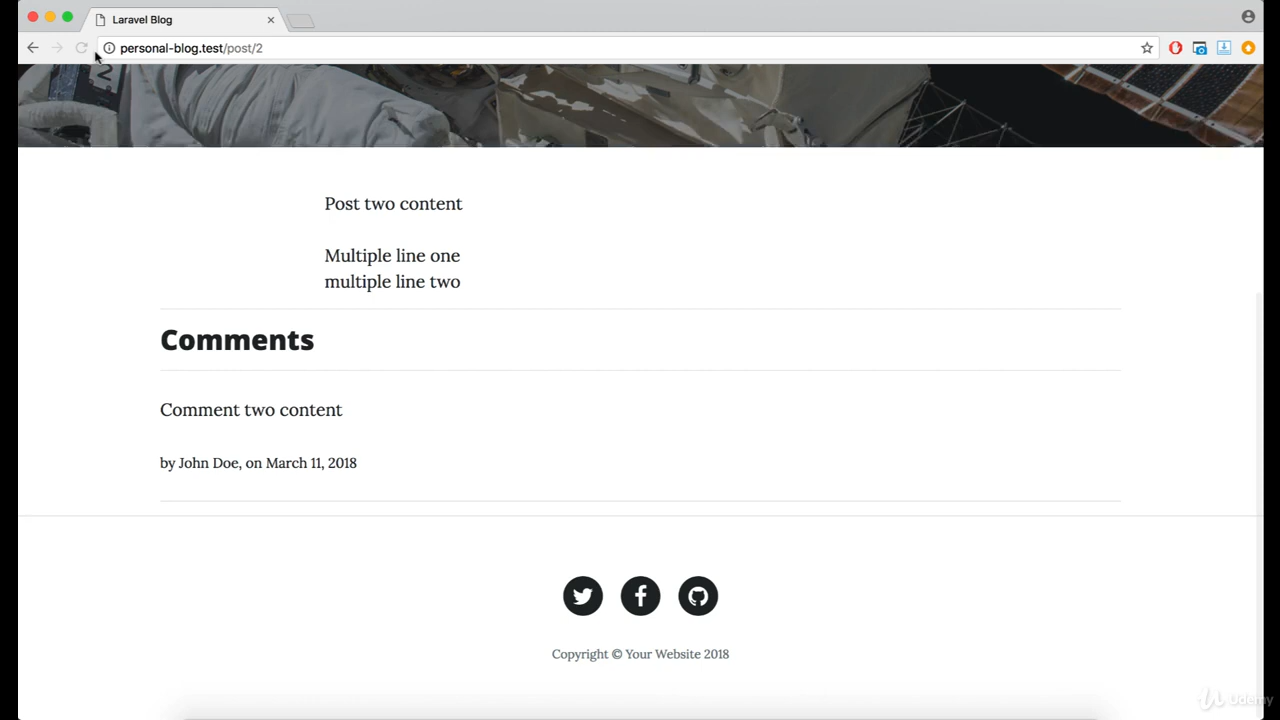 Laravel Blog
personal-blog.test/post/2
Post two content
Multiple line one
multiple line two
Comments
Comment two content
by John Doe, on March 11, 2018
Copyright © Your Website 2018
Udemy